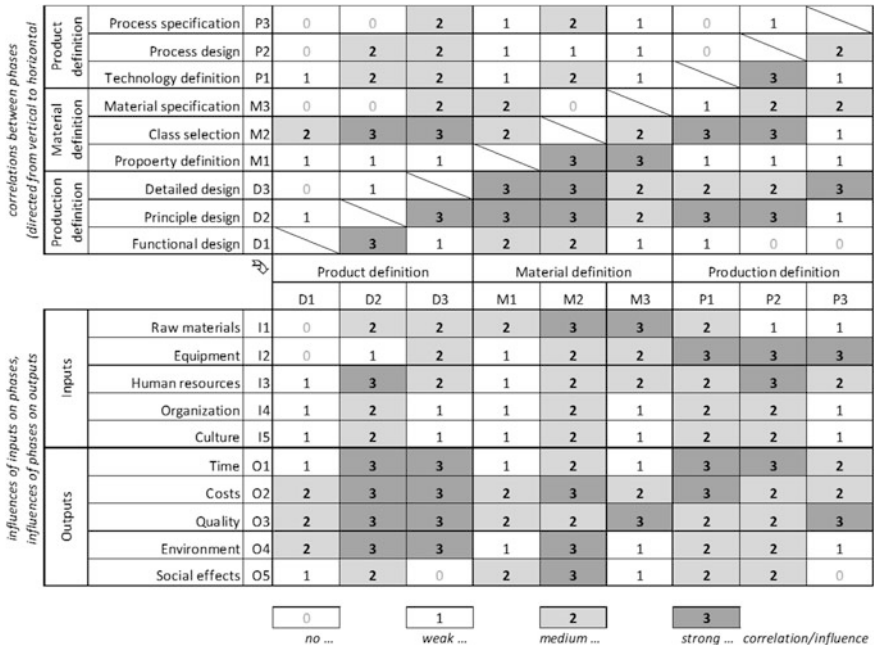 correlations between phases
(directed from vertical to horizontal
Product
definition
Process specification P3 0 0 2 1 2 1 0 1
Process design P2 0 2 2 1 1 1 0 2
Technology definition P1 1 2 2 1 2 1 3 1
Material
definition
Material specification M3 0 0 2 2 0 1 2 2
Class selection M2 2 3 3 2 2 3 3 1
Propoerty definition M1 1 1 1 3 3 1 1 1
Production
definition
Detailed design D3 0 1 3 3 2 2 2 3
Principle design D2 1 3 3 3 2 3 3 1
Functional design D1 3 1 2 2 1 1 0 0
Product definition Material definition Production definition
D1 D2 D3 M1 M2 M3 P1 P2 P3
influences of inputs on phases,
influences of phases on outputs
Inputs
Raw materials I1 0 2 2 2 3 3 2 1 1
Equipment I2 0 1 2 1 2 2 3 3 3
Human resources I3 1 3 2 1 2 2 2 3 2
Organization I4 1 2 1 1 2 1 2 2 1
Culture I5 1 2 1 1 2 1 2 2 1
Outputs
Time O1 1 3 3 1 2 1 3 3 2
Costs O2 2 3 3 2 3 2 3 2 2
Quality O3 2 3 3 2 2 3 2 2 3
Environment O4 2 3 3 1 3 1 2 2 1
Social effects O5 1 2 0 2 3 1 2 2 0
0 1 2 3
no ... weak ... medium ... strong ... correlation/influence